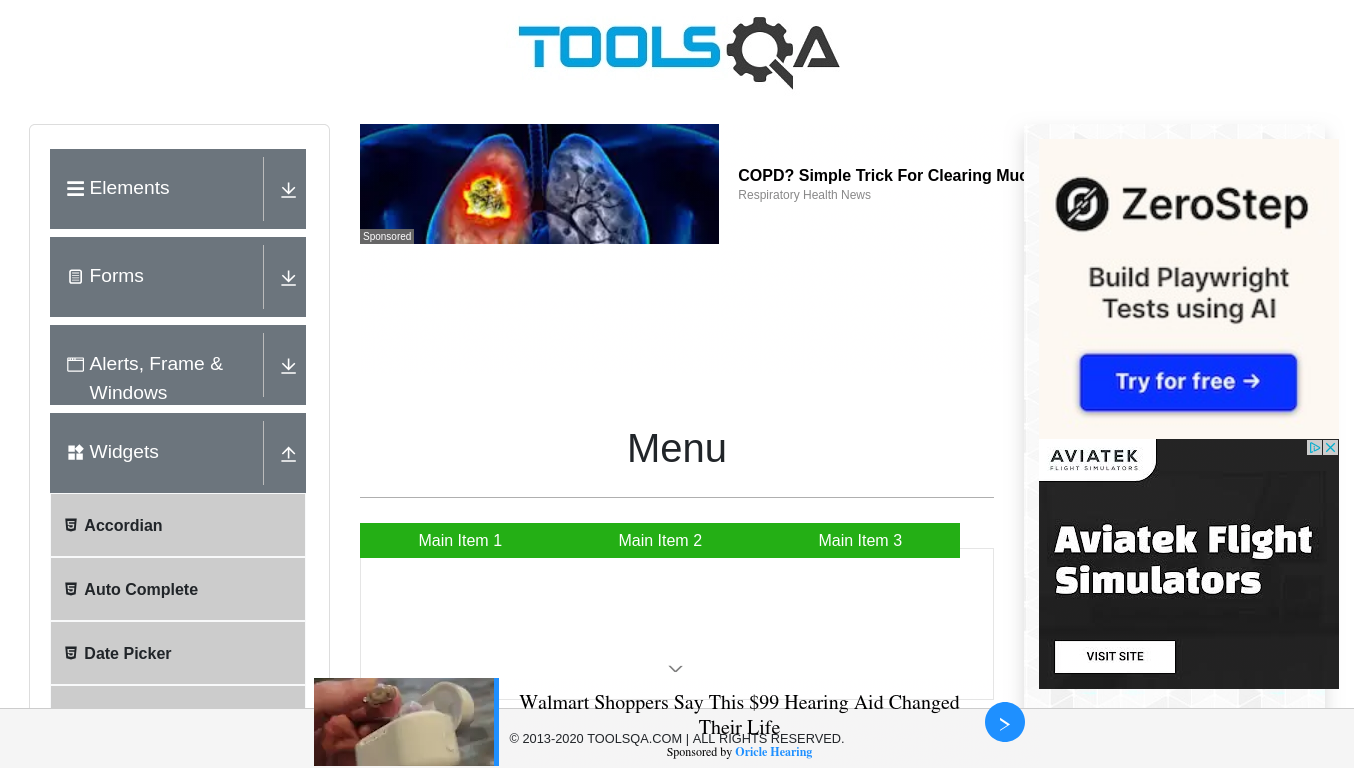 TOOLSQA
Elements
Forms
Alerts, Frame &
Windows
Widgets
Accordian
Auto Complete
Date Picker
Sponsored
COPD? Simple Trick For Clearing Muc
Respiratory Health News
Menu
Main Item 1
Main Item 2
Main Item 3
ZeroStep
Build Playwright
Tests using AI
Try for free →
AVIATEK
FLIGHT SIMULATORS
Aviatek Flight
Simulators
VISIT SITE
Walmart Shoppers Say This $99 Hearing Aid Changed
Their Life
Sponsored by Oricle Hearing
© 2013-2020 TOOLSQA.COM | ALL RIGHTS RESERVED.